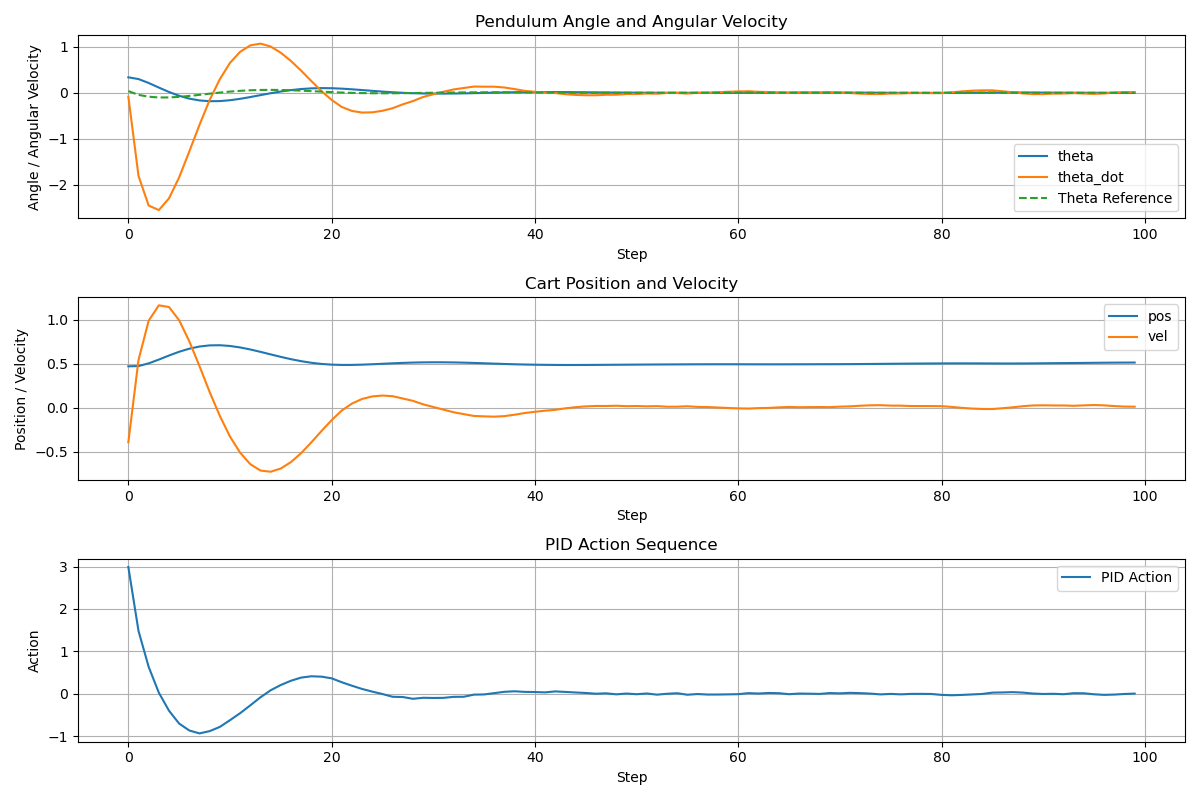 Pendulum Angle and Angular Velocity
Angle / Angular Velocity
1
0
−1
−2
theta
theta_dot
Theta Reference
0 20 40 60 80 100
Step
Cart Position and Velocity
Position / Velocity
1.0
0.5
0.0
−0.5
pos
vel
0 20 40 60 80 100
Step
PID Action Sequence
Action
3
2
1
0
−1
PID Action
0 20 40 60 80 100
Step